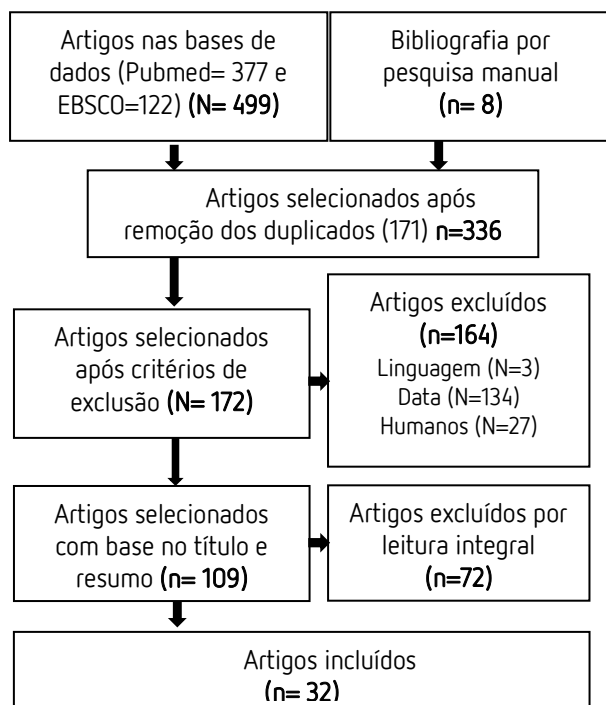 Artigos nas bases de
dados (Pubmed= 377 e
EBSCO=122) (N= 499)
Bibliografia por
pesquisa manual
(n= 8)
Artigos selecionados após
remoção dos duplicados (171) n=336
Artigos selecionados
após critérios de
exclusão (N= 172)
Artigos excluídos
(n=164)
Linguagem (N=3)
Data (N=134)
Humanos (N=27)
Artigos selecionados
com base no título e
resumo (n= 109)
Artigos excluídos por
leitura integral
(n=72)
Artigos incluídos
(n= 32)